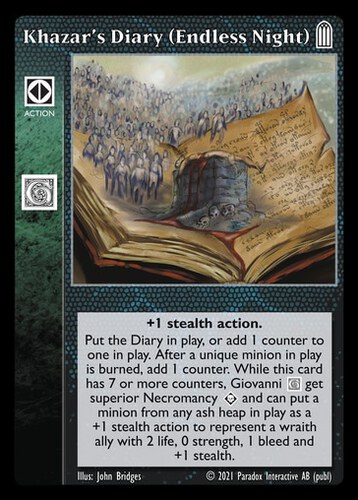 Khazar's Diary (Endless Night)
ACTION
+1 stealth action.
Put the Diary in play, or add 1 counter to
one in play. After a unique minion in play
is burned, add 1 counter. While this card
has 7 or more counters, Giovanni get
superior Necromancy and can put a
minion from any ash heap in play as a
+1 stealth action to represent a wraith
ally with 2 life, 0 strength, 1 bleed and
+1 stealth.
Illus: John Bridges © 2021 Paradox Interactive AB (publ)